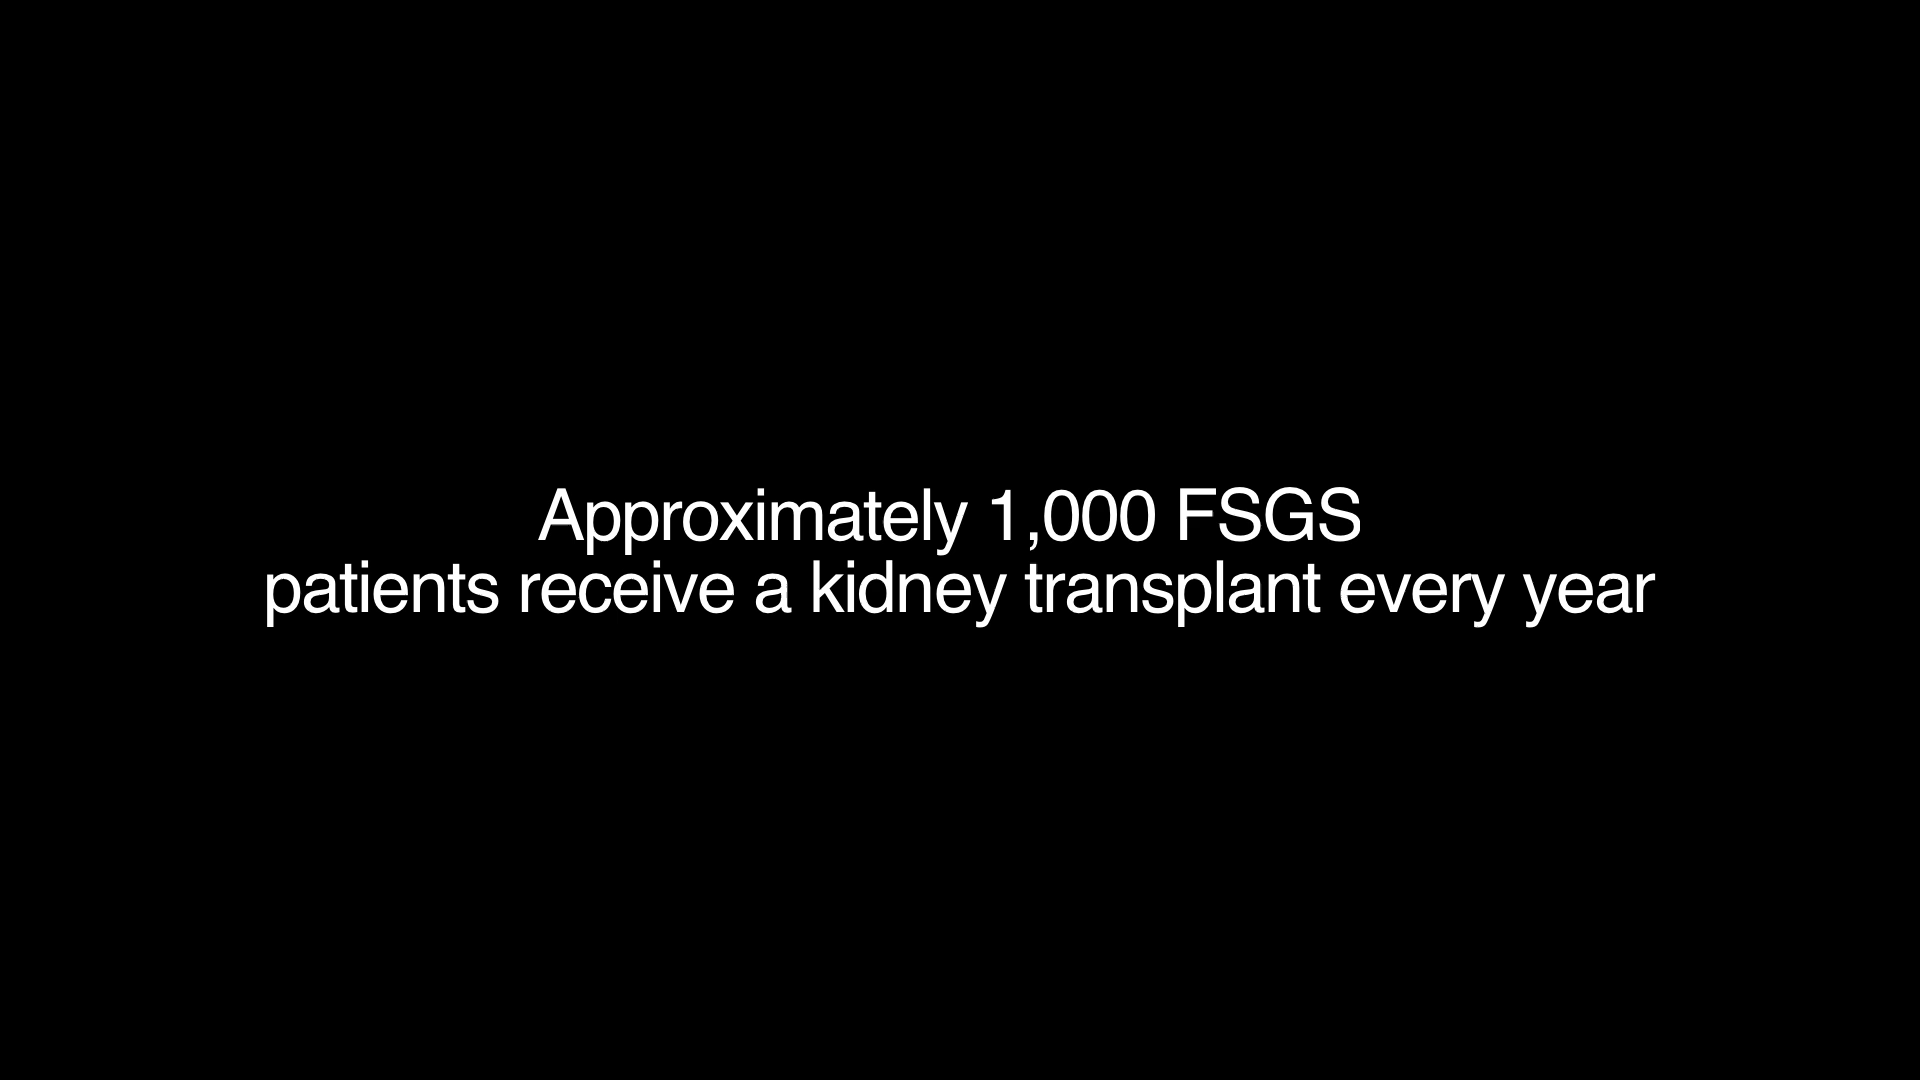 Approximately 1,000 FSGS
patients receive a kidney transplant every year